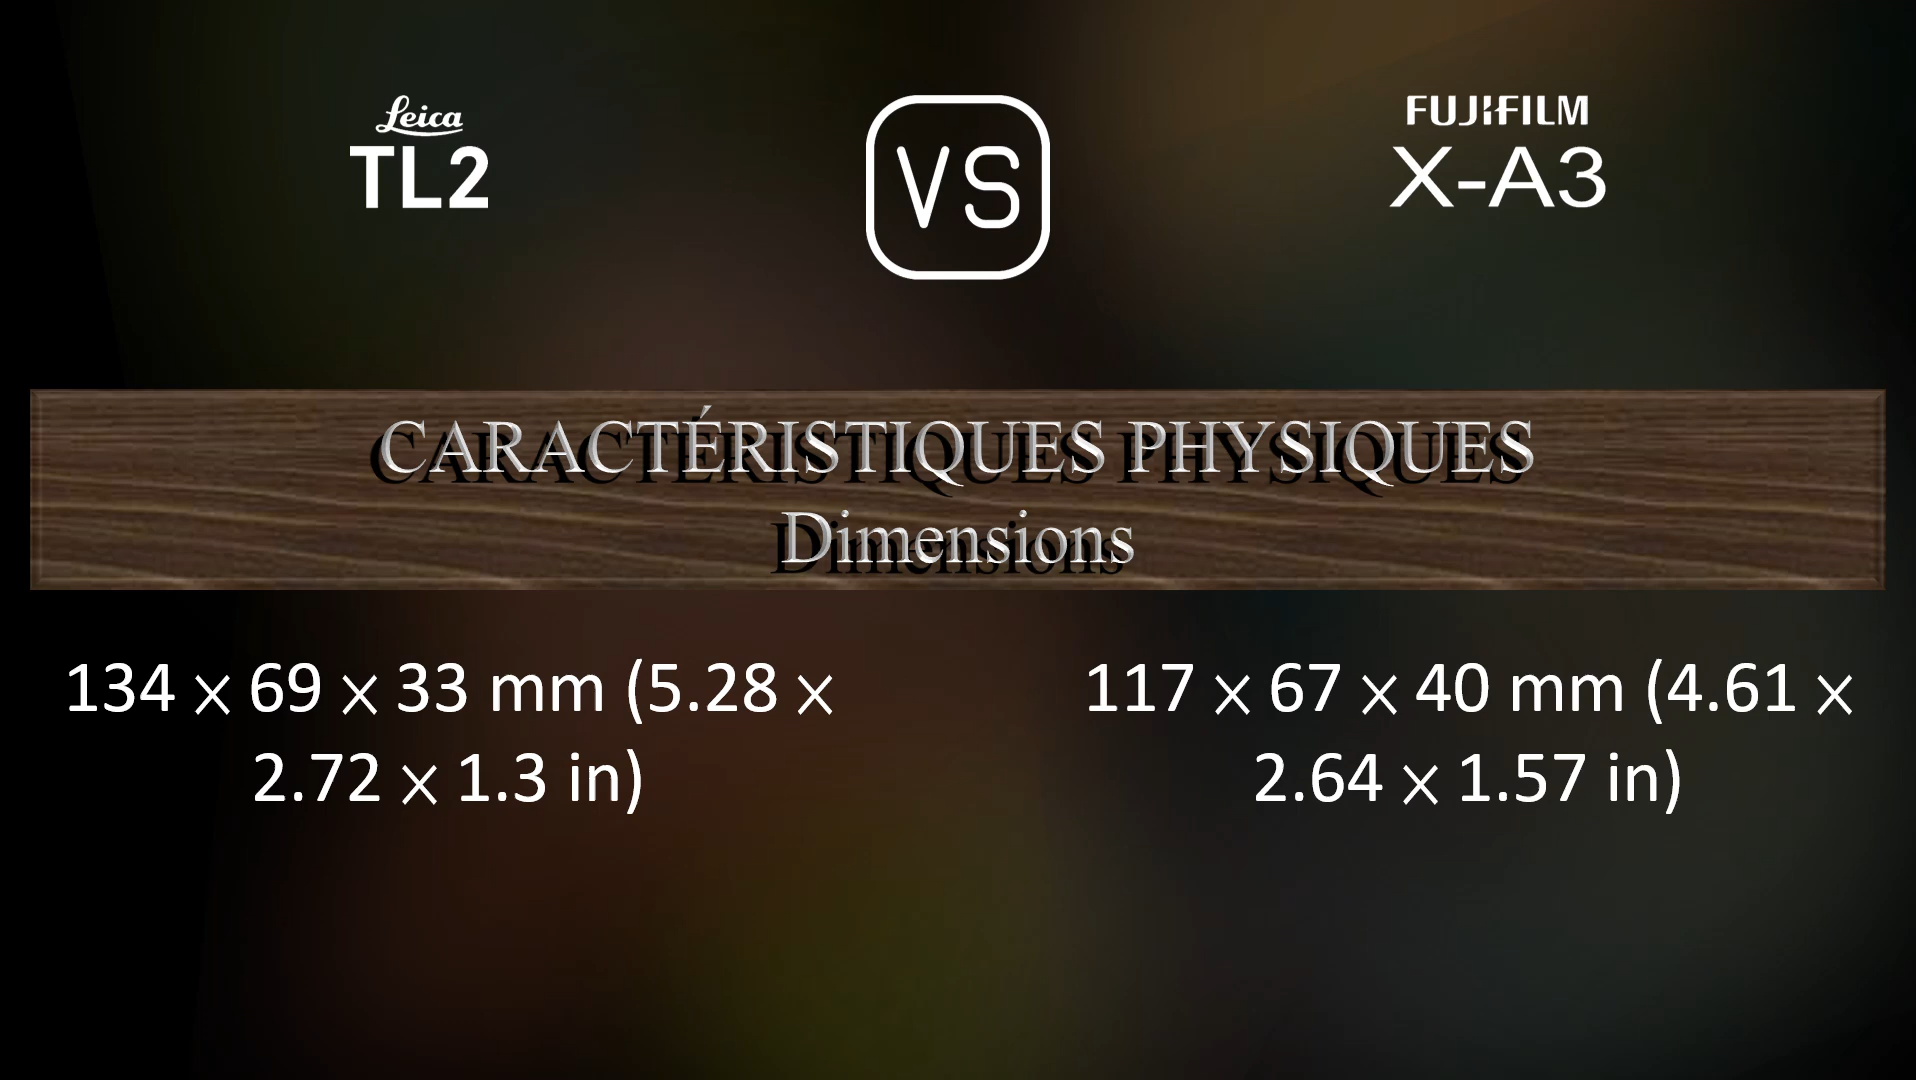 Leica
TL2
VS
FUJIFILM
X-A3
CARACTÉRISTIQUES PHYSIQUES
Dimensions
134 x 69 x 33 mm (5.28 x
2.72 x 1.3 in)
117 x 67 x 40 mm (4.61 x
2.64 x 1.57 in)